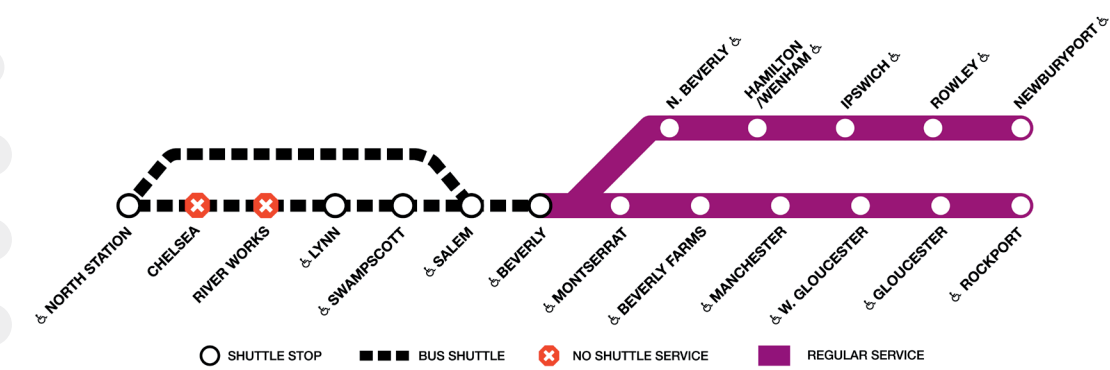 N. BEVERLY
HAMILTON
/WENHAM
IPSWICH
ROWLEY
NEWBURYPORT
NORTH STATION
CHELSEA
RIVER WORKS
LYNN
SWAMPSCOTT
SALEM
BEVERLY
MONTSERRAT
BEVERLY FARMS
MANCHESTER
W. GLOUCESTER
GLOUCESTER
ROCKPORT
SHUTTLE STOP
BUS SHUTTLE
NO SHUTTLE SERVICE
REGULAR SERVICE